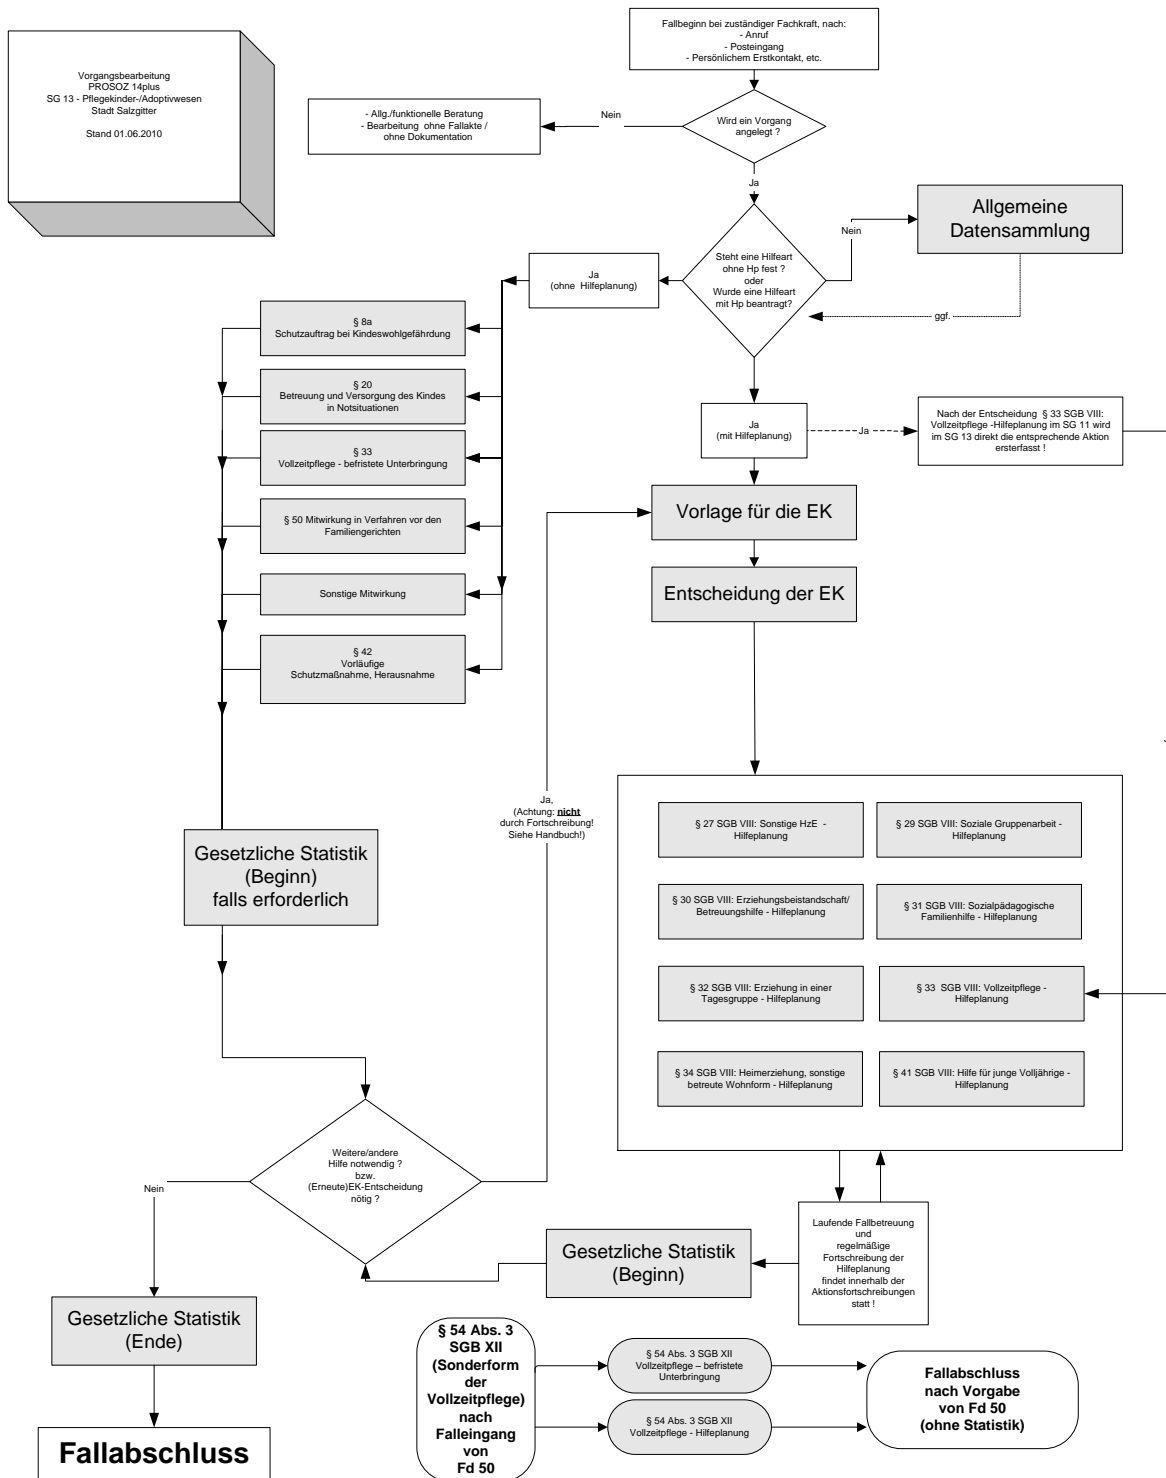 Vorgangsbearbeitung
PROSOZ 14plus
SG 13 - Pflegekinder-/Adoptivwesen
Stadt Salzgitter
Stand 01.06.2010
Fallbeginn bei zuständiger Fachkraft, nach:
- Anruf
- Posteingang
- Persönlichem Erstkontakt, etc.
Wird ein Vorgang
angelegt ?
Nein
- Allg./funktionelle Beratung
- Bearbeitung ohne Fallakte /
ohne Dokumentation
Ja
Steht eine Hilfeart
ohne Hp fest ?
oder
Wurde eine Hilfeart
mit Hp beantragt?
Nein
Allgemeine
Datensammlung
ggf.
Ja
(ohne Hilfeplanung)
§ 8a
Schutzauftrag bei Kindeswohlgefährdung
§ 20
Betreuung und Versorgung des Kindes
in Notsituationen
§ 33
Vollzeitpflege - befristete Unterbringung
§ 50 Mitwirkung in Verfahren vor den
Familiengerichten
Sonstige Mitwirkung
§ 42
Vorläufige
Schutzmaßnahme, Herausnahme
Ja
(mit Hilfeplanung)
Ja
Nach der Entscheidung § 33 SGB VIII:
Vollzeitpflege -Hilfeplanung im SG 11 wird
im SG 13 direkt die entsprechende Aktion
ersterfasst !
Vorlage für die EK
Entscheidung der EK
Ja,
(Achtung: nicht
durch Fortschreibung!
Siehe Handbuch!)
Gesetzliche Statistik
(Beginn)
falls erforderlich
§ 27 SGB VIII: Sonstige HzE -
Hilfeplanung
§ 29 SGB VIII: Soziale Gruppenarbeit -
Hilfeplanung
§ 30 SGB VIII: Erziehungsbeistandschaft/
Betreuungshilfe - Hilfeplanung
§ 31 SGB VIII: Sozialpädagogische
Familienhilfe - Hilfeplanung
§ 32 SGB VIII: Erziehung in einer
Tagesgruppe - Hilfeplanung
§ 33 SGB VIII: Vollzeitpflege -
Hilfeplanung
§ 34 SGB VIII: Heimerziehung, sonstige
betreute Wohnform - Hilfeplanung
§ 41 SGB VIII: Hilfe für junge Volljährige -
Hilfeplanung
Weitere/andere
Hilfe notwendig ?
bzw.
(Erneute)EK-Entscheidung
nötig ?
Nein
Laufende Fallbetreuung
und
regelmäßige
Fortschreibung der
Hilfeplanung
findet innerhalb der
Aktionsfortschreibungen
statt !
Gesetzliche Statistik
(Beginn)
Gesetzliche Statistik
(Ende)
Fallabschluss
§ 54 Abs. 3
SGB XII
(Sonderform
der
Vollzeitpflege)
nach
Falleingang
von
Fd 50
§ 54 Abs. 3 SGB XII
Vollzeitpflege – befristete
Unterbringung
§ 54 Abs. 3 SGB XII
Vollzeitpflege - Hilfeplanung
Fallabschluss
nach Vorgabe
von Fd 50
(ohne Statistik)